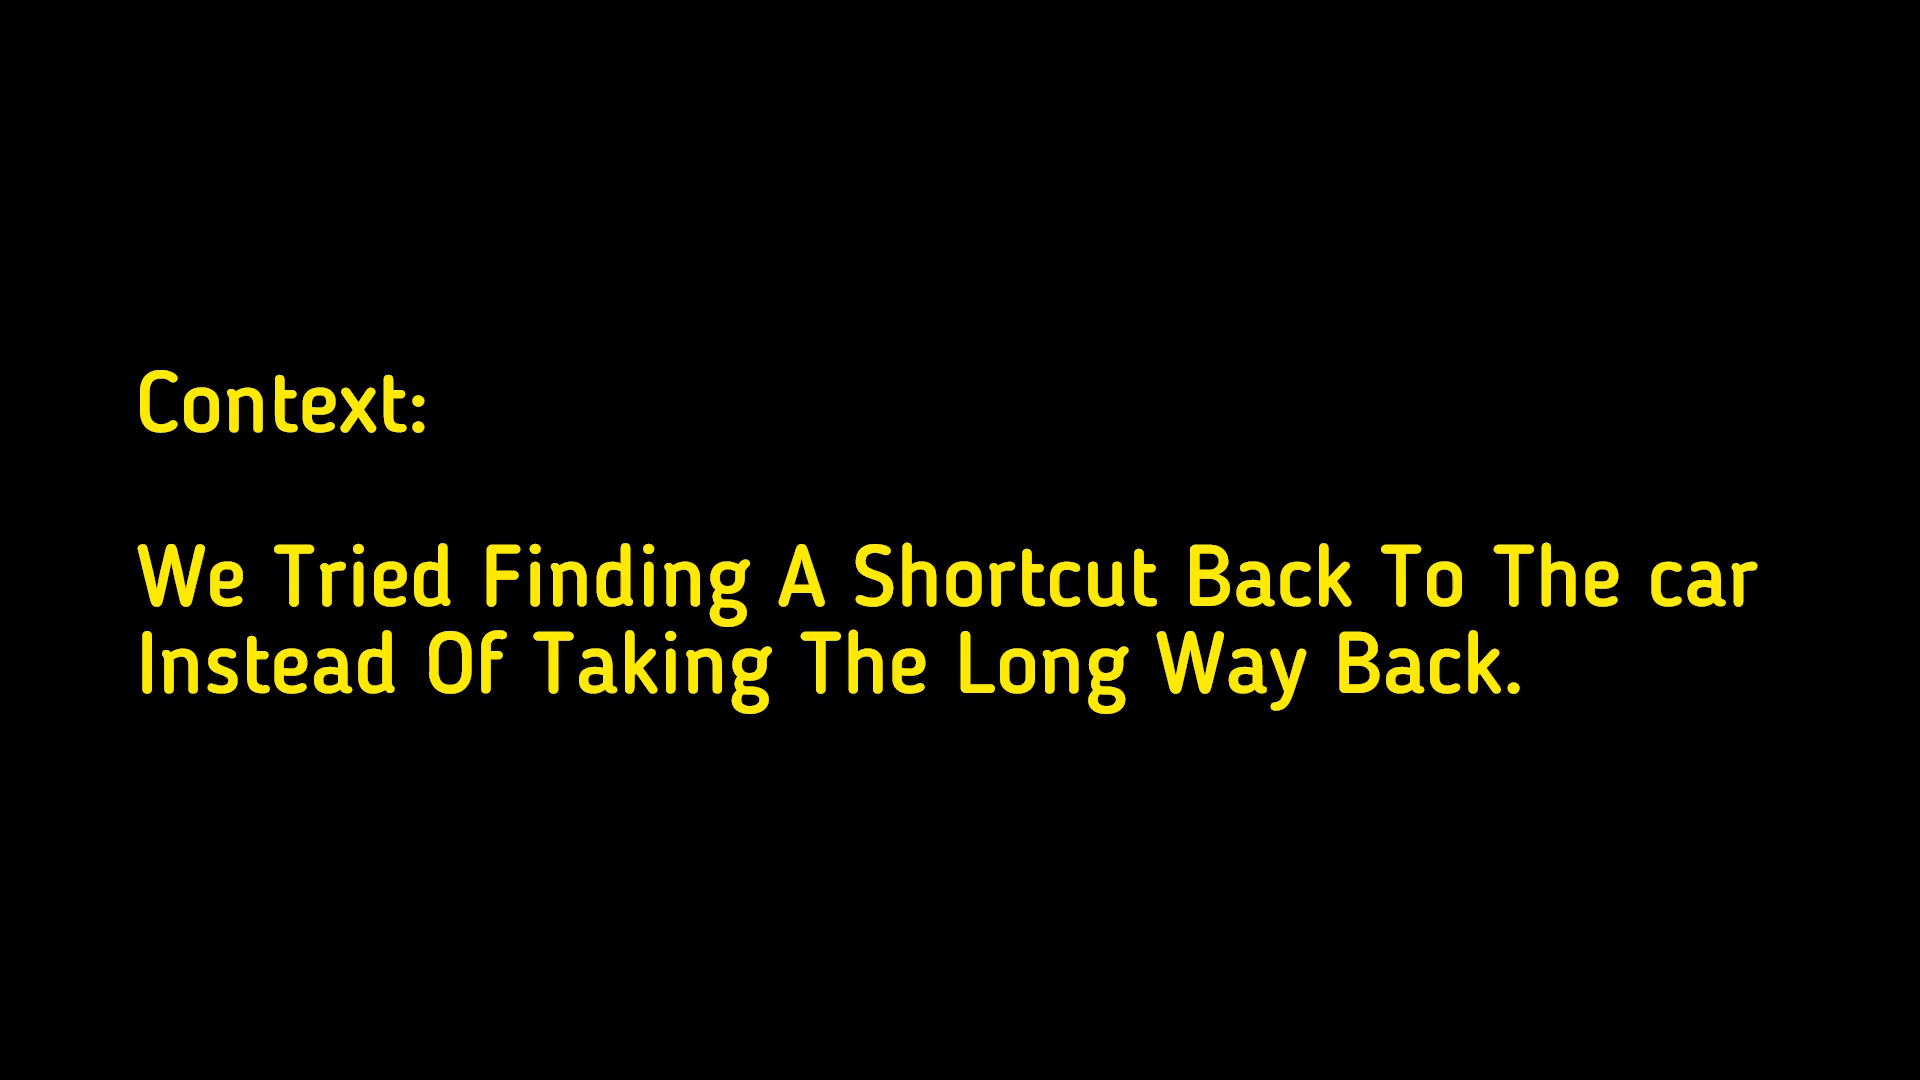 Context:
We Tried Finding A Shortcut Back To The car
Instead Of Taking The Long Way Back.